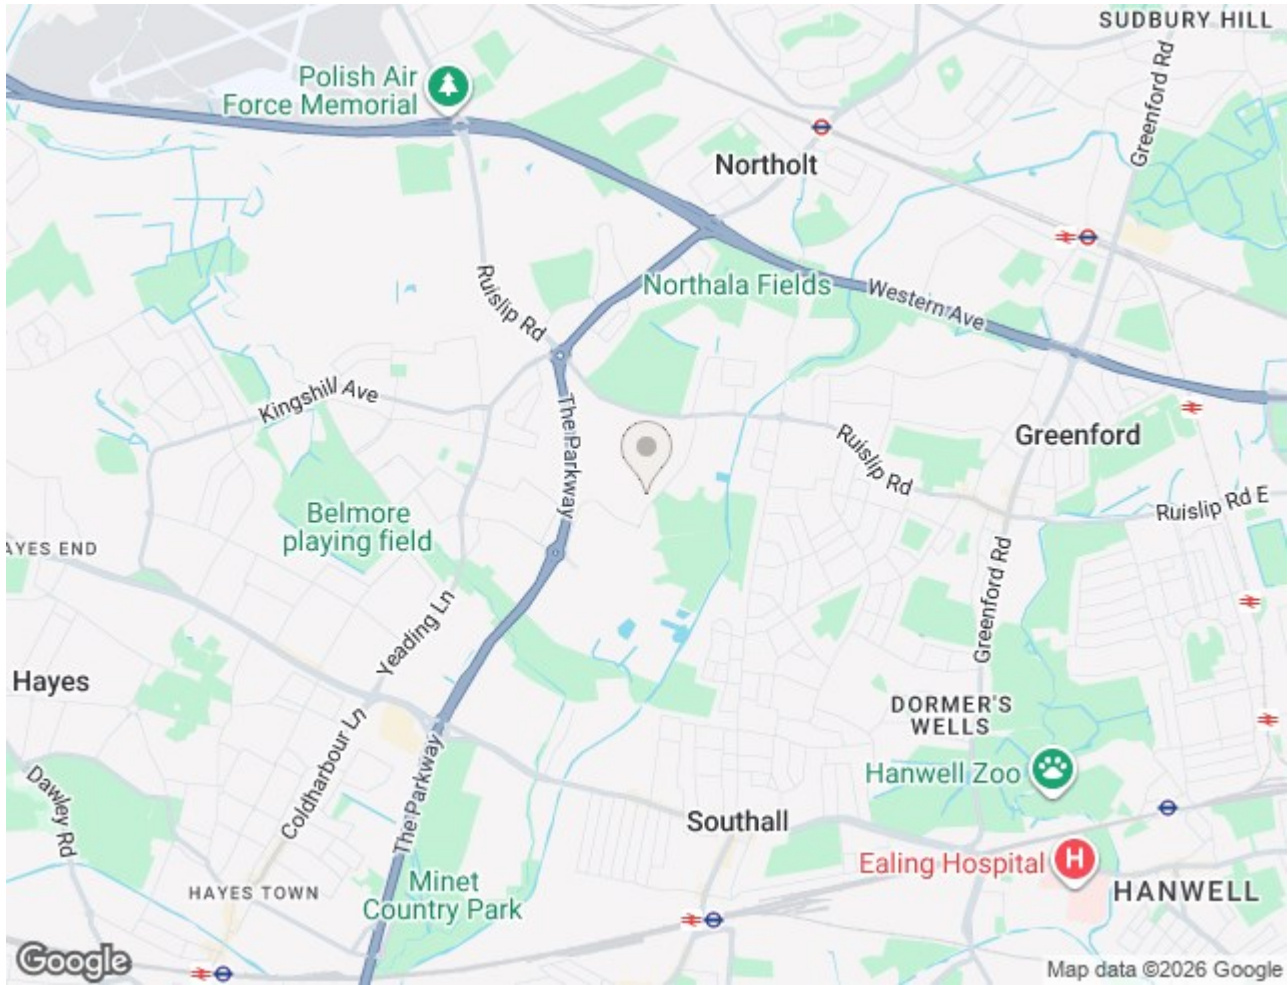 SUDBURY HILL
Polish Air
Force Memorial
Greenford Rd
Northolt
Ruislip Rd
Northala Fields
Western Ave
Kingshill Ave
The Parkway
Ruislip Rd
Greenford
Belmore
playing field
Ruislip Rd E
AYES END
Greenford Rd
Yeading Ln
Hayes
DORMER'S
WELLS
Coldharbour Ln
The Parkway
Hanwell Zoo
Dawley Rd
Southall
Ealing Hospital
H
HAYES TOWN
Minet
Country Park
HANWELL
Google
Map data ©2026 Google